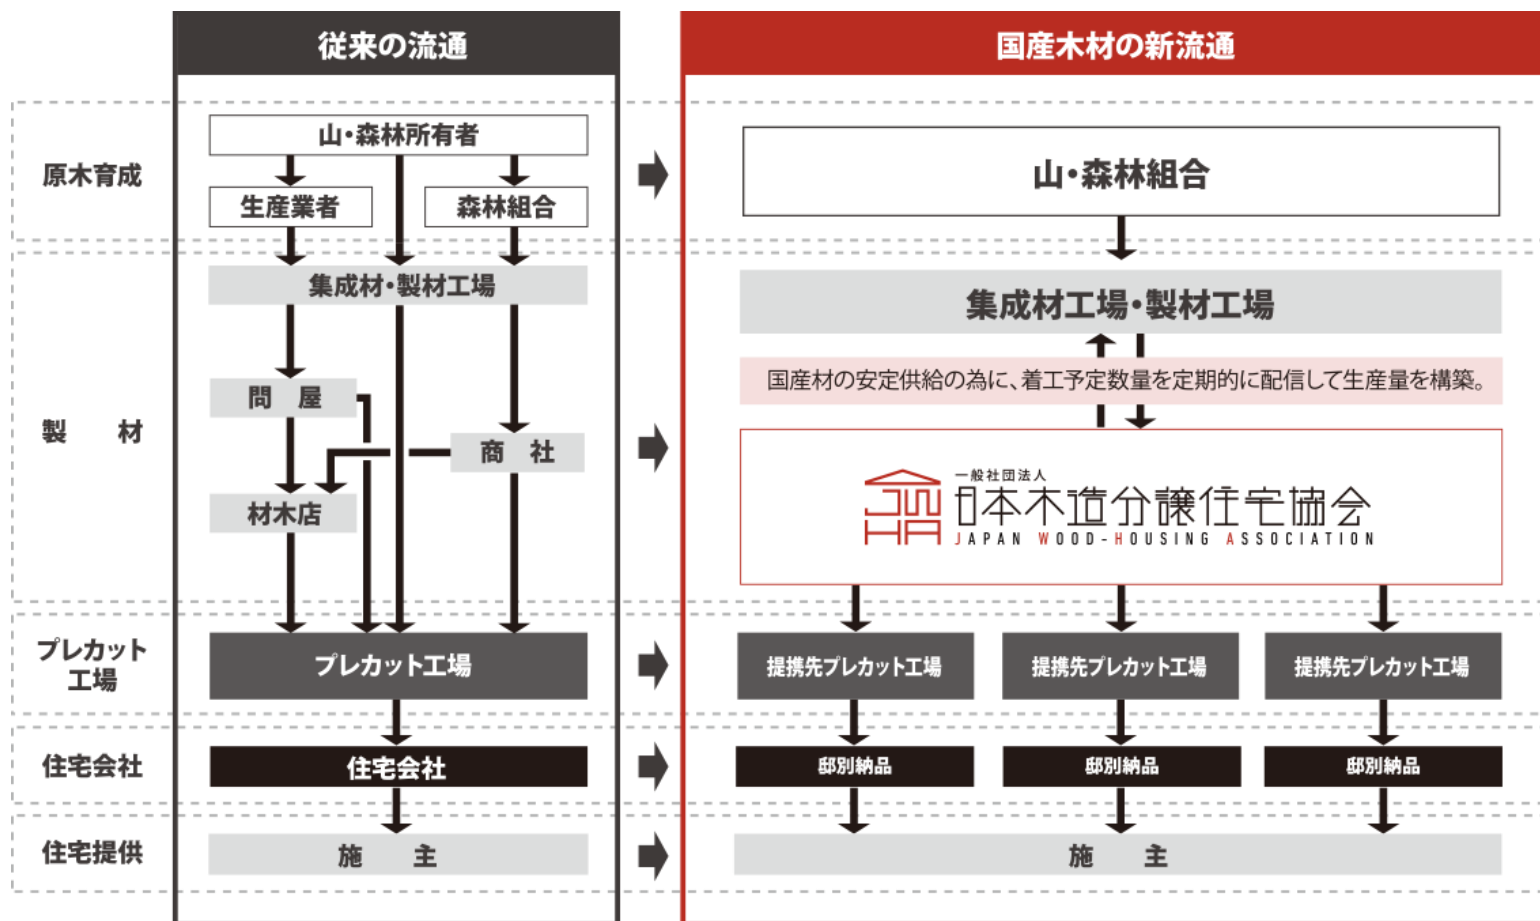 従来の流通
国産木材の新流通
原木育成
山・森林所有者
生産業者
森林組合
山・森林組合
製 材
集成材・製材工場
問 屋
商 社
材木店
集成材工場・製材工場
国産材の安定供給の為に、着工予定数量を定期的に配信して生産量を構築。
JWHA
一般社団法人
日本木造分譲住宅協会
JAPAN WOOD-HOUSING ASSOCIATION
プレカット
工場
プレカット工場
提携先プレカット工場
提携先プレカット工場
提携先プレカット工場
住宅会社
住宅会社
邸別納品
邸別納品
邸別納品
住宅提供
施 主
施 主